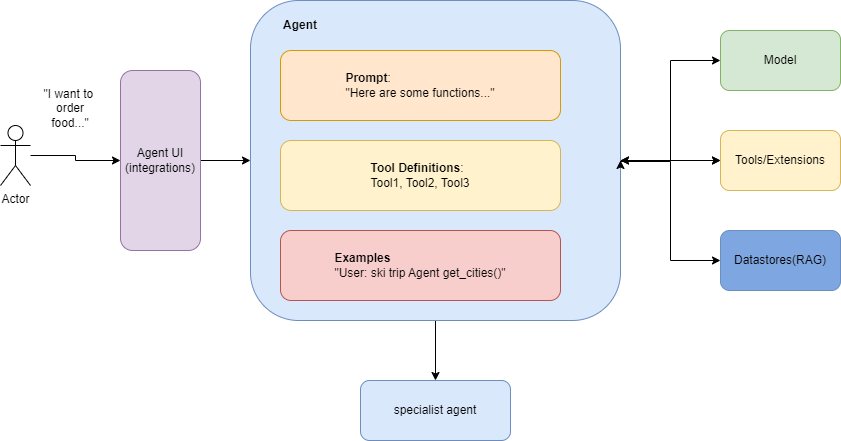 Agent
Prompt:
"Here are some functions..."
Model
"I want to
order
food..."
Agent UI
(integrations)
Tool Definitions:
Tool1, Tool2, Tool3
Tools/Extensions
Actor
Examples
"User: ski trip Agent get_cities()"
Datastores(RAG)
specialist agent